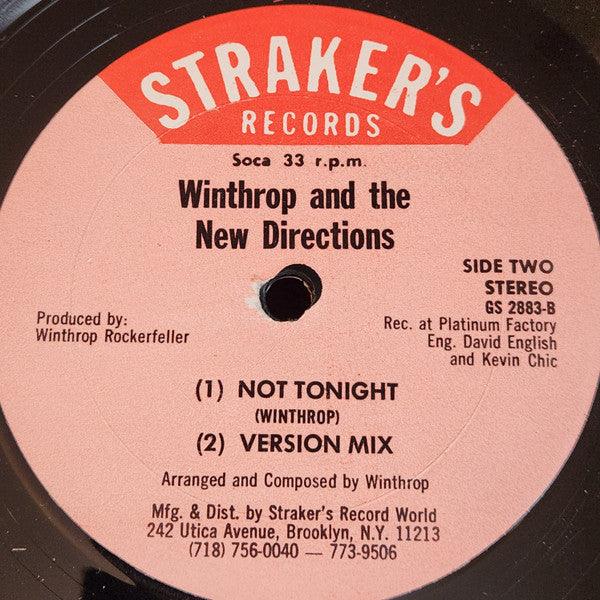 STRAKER'S
RECORDS
Soca 33 r.p.m.
Winthrop and the
New Directions
SIDE TWO
STEREO
GS 2883-B
Produced by:
Winthrop Rockerfeller
Rec. at Platinum Factory
Eng. David English
and Kevin Chic
(1) NOT TONIGHT
(WINTHROP)
(2) VERSION MIX
Arranged and Composed by Winthrop
Mfg. & Dist. by Straker's Record World
242 Utica Avenue, Brooklyn, N.Y. 11213
(718) 756-0040 — 773-9506